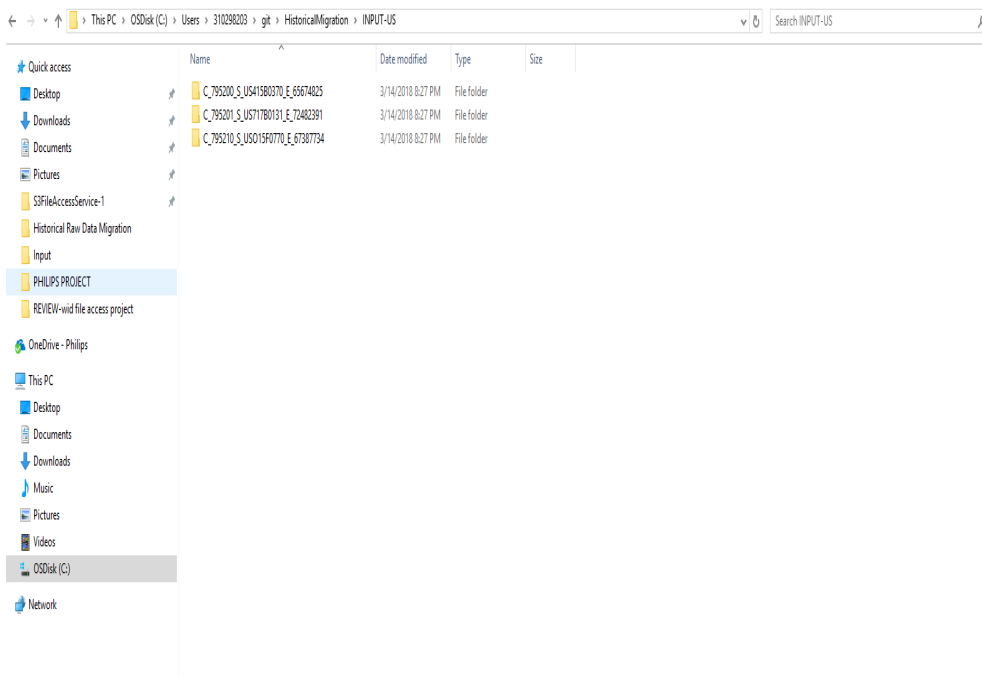 This PC › OSDisk (C:) › Users › 310298203 › git › HistoricalMigration › INPUT-US
Search INPUT-US
Name Date modified Type Size
C_795200_S_US415B0370_E_65674825 3/14/2018 8:27 PM File folder
C_795201_S_US717B0131_E_72482391 3/14/2018 8:27 PM File folder
C_795210_S_USO15F0770_E_67387734 3/14/2018 8:27 PM File folder
Quick access
Desktop
Downloads
Documents
Pictures
S3FileAccessService-1
Historical Raw Data Migration
Input
PHILIPS PROJECT
REVIEW-wid file access project
OneDrive - Philips
This PC
Desktop
Documents
Downloads
Music
Pictures
Videos
OSDisk (C:)
Network